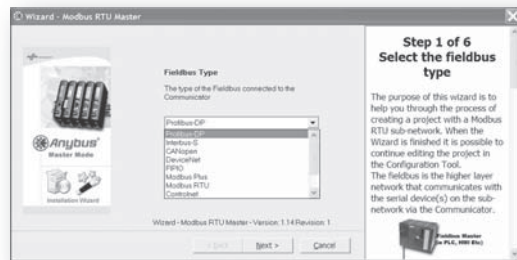 Wizard - Modbus RTU Master
Anybus®
Master Mode
Installation Wizard
Fieldbus Type
The type of the Fieldbus connected to the
Communicator
Profibus-DP
Profibus-DP
Interbus-S
CANopen
DeviceNet
FIPIO
Modbus Plus
Modbus RTU
Controlnet
Wizard - Modbus RTU Master - Version: 1.14 Revision: 1
< Back
Next >
Cancel
Step 1 of 6
Select the fieldbus
type
The purpose of this wizard is to
help you through the process of
creating a project with a Modbus
RTU sub-network. When the
Wizard is finished it is possible to
continue editing the project in
the Configuration Tool.
The fieldbus is the higher layer
network that communicates with
the serial device(s) on the sub-
network via the Communicator.
Fieldbus Master
(ie PLC, HMI Etc)